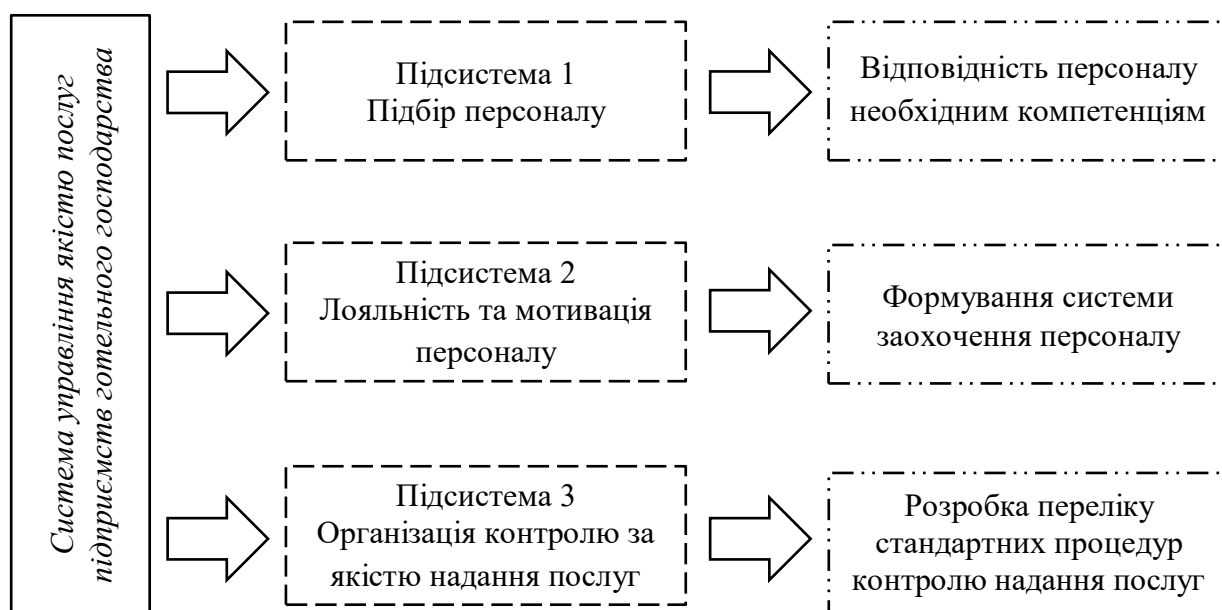 Система управління якістю послуг
підприємств готельного господарства
Підсистема 1
Підбір персоналу
Відповідність персоналу
необхідним компетенціям
Підсистема 2
Лояльність та мотивація
персоналу
Формування системи
заохочення персоналу
Підсистема 3
Організація контролю за
якістю надання послуг
Розробка переліку
стандартних процедур
контролю надання послуг